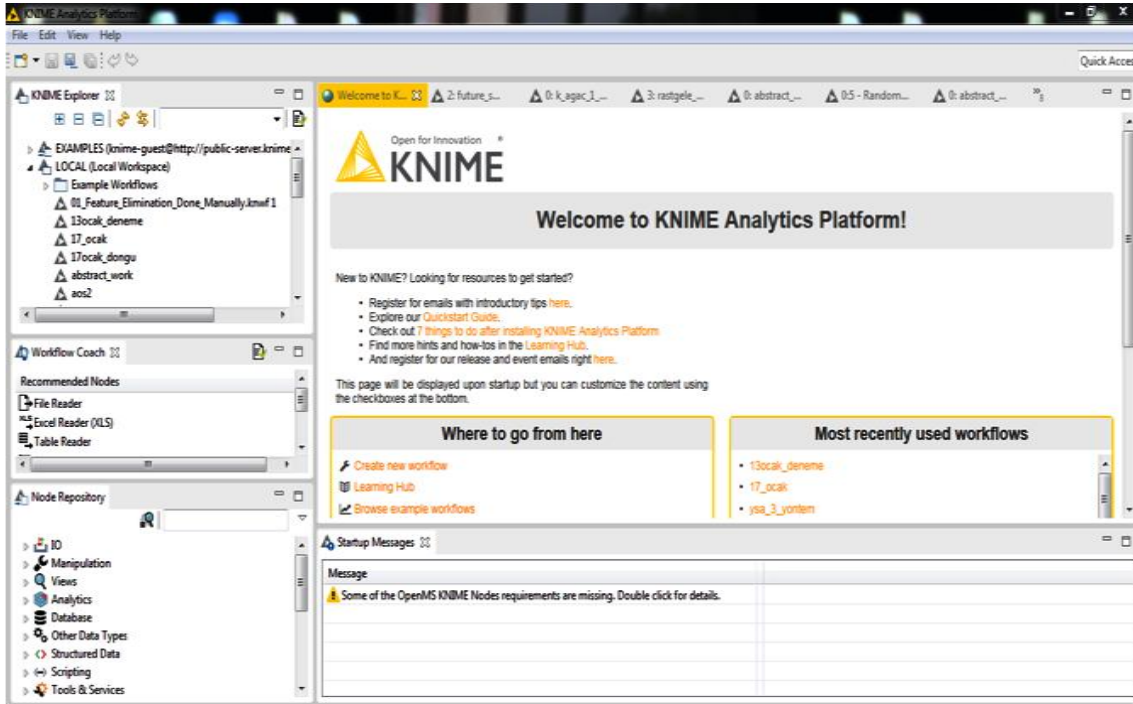 KNIME Analytics Platform
File Edit View Help
Quick Acces
KNIME Explorer
EXAMPLES (knime-guest@http://public-server.knime
LOCAL (Local Workspace)
Example Workflows
01_Feature_Elimination_Done_Manually.knwf 1
13ocak_deneme
17_ocak
17ocak_dongu
abstract_work
aos2
Workflow Coach
Recommended Nodes
File Reader
XLS Excel Reader (XLS)
Table Reader
Node Repository
IO
Manipulation
Views
Analytics
Database
Other Data Types
Structured Data
Scripting
Tools & Services
Welcome to K... 2: future_s... 0: k_agac_1_... 3: rastgele_... 0: abstract_... 0:5 - Random... 0: abstract_...
Open for Innovation ®
KNIME
Welcome to KNIME Analytics Platform!
New to KNIME? Looking for resources to get started?
• Register for emails with introductory tips here.
• Explore our Quickstart Guide.
• Check out 7 things to do after installing KNIME Analytics Platform
• Find more hints and how-tos in the Learning Hub.
• And register for our release and event emails right here.
This page will be displayed upon startup but you can customize the content using
the checkboxes at the bottom.
Where to go from here
Create new workflow
Learning Hub
Browse example workflows
Most recently used workflows
• 13ocak_deneme
• 17_ocak
• ysa_3_yontem
Startup Messages
Message
Some of the OpenMS KNIME Nodes requirements are missing. Double click for details.